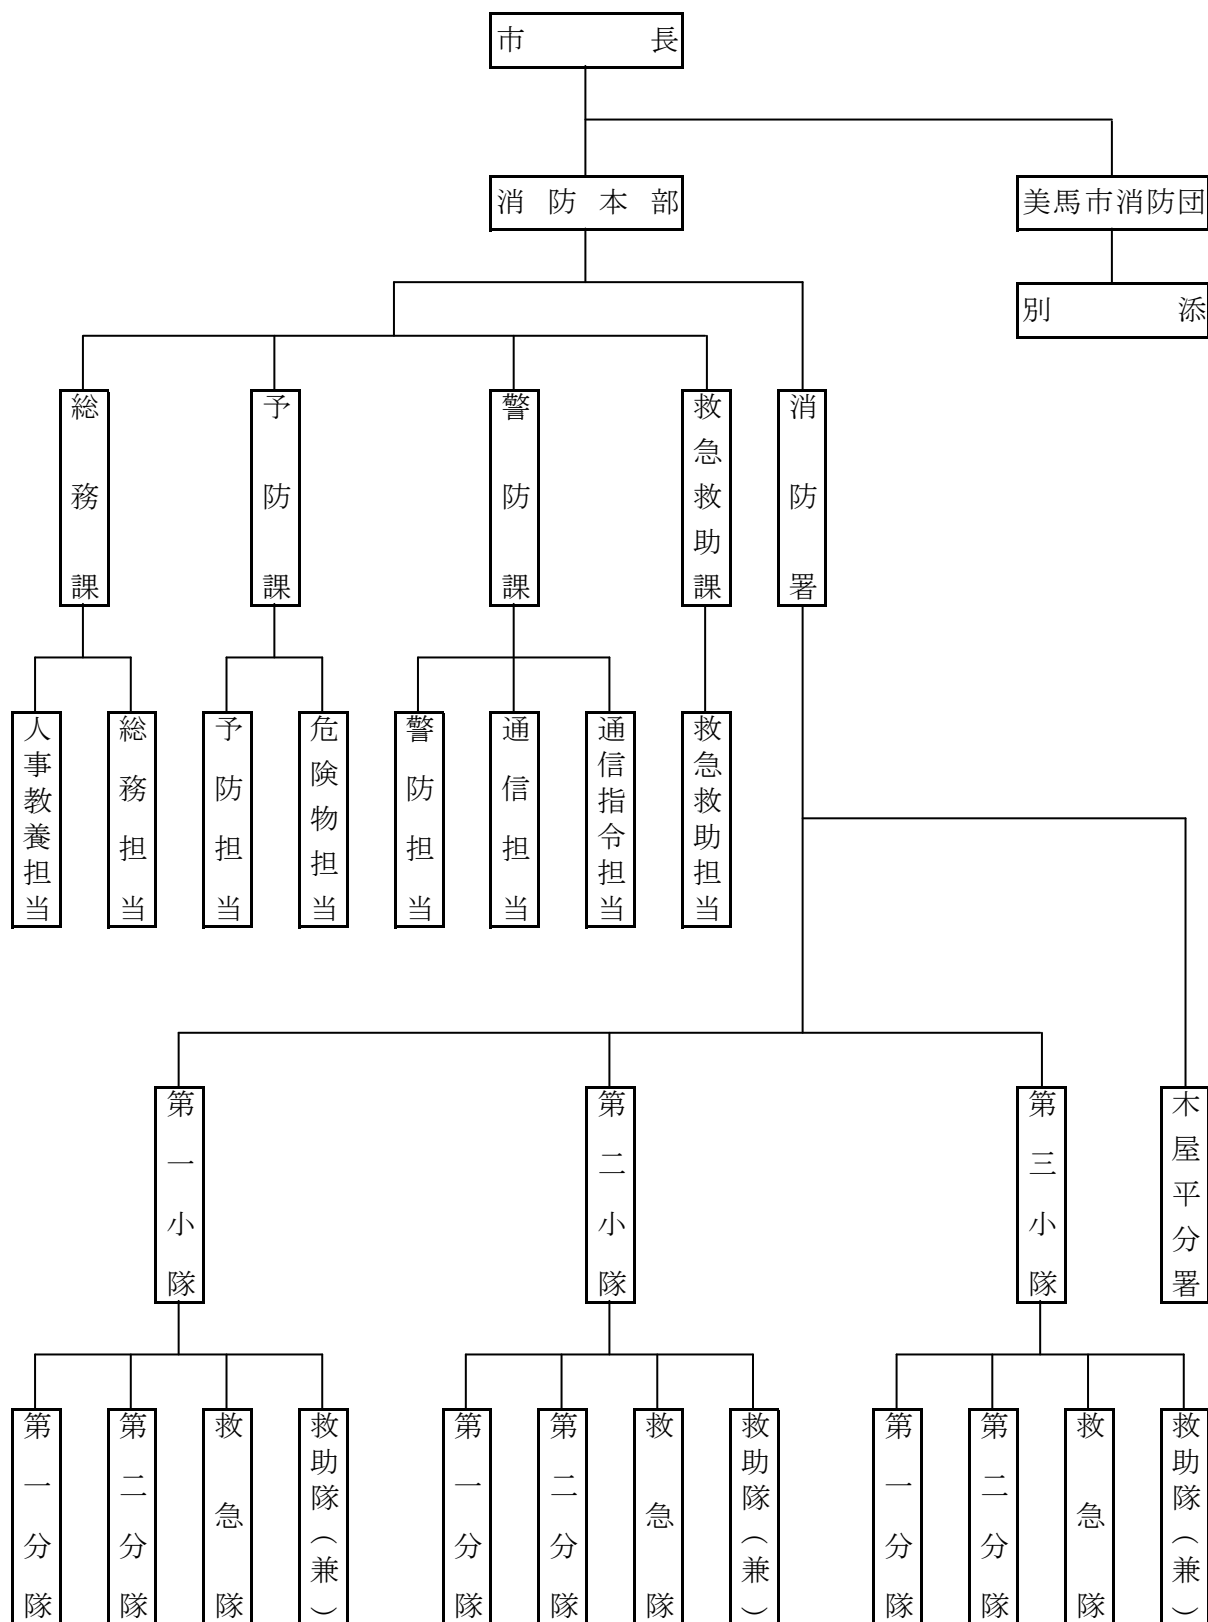 市長
消防本部
美馬市消防団
別添
総務課
予防課
警防課
救急救助課
消防署
人事教養担当
総務担当
予防担当
危険物担当
警防担当
通信担当
通信指令担当
救急救助担当
第一小隊
第二小隊
第三小隊
木屋平分署
第一分隊
第二分隊
救急隊
救助隊（兼）
第一分隊
第二分隊
救急隊
救助隊（兼）
第一分隊
第二分隊
救急隊
救助隊（兼）